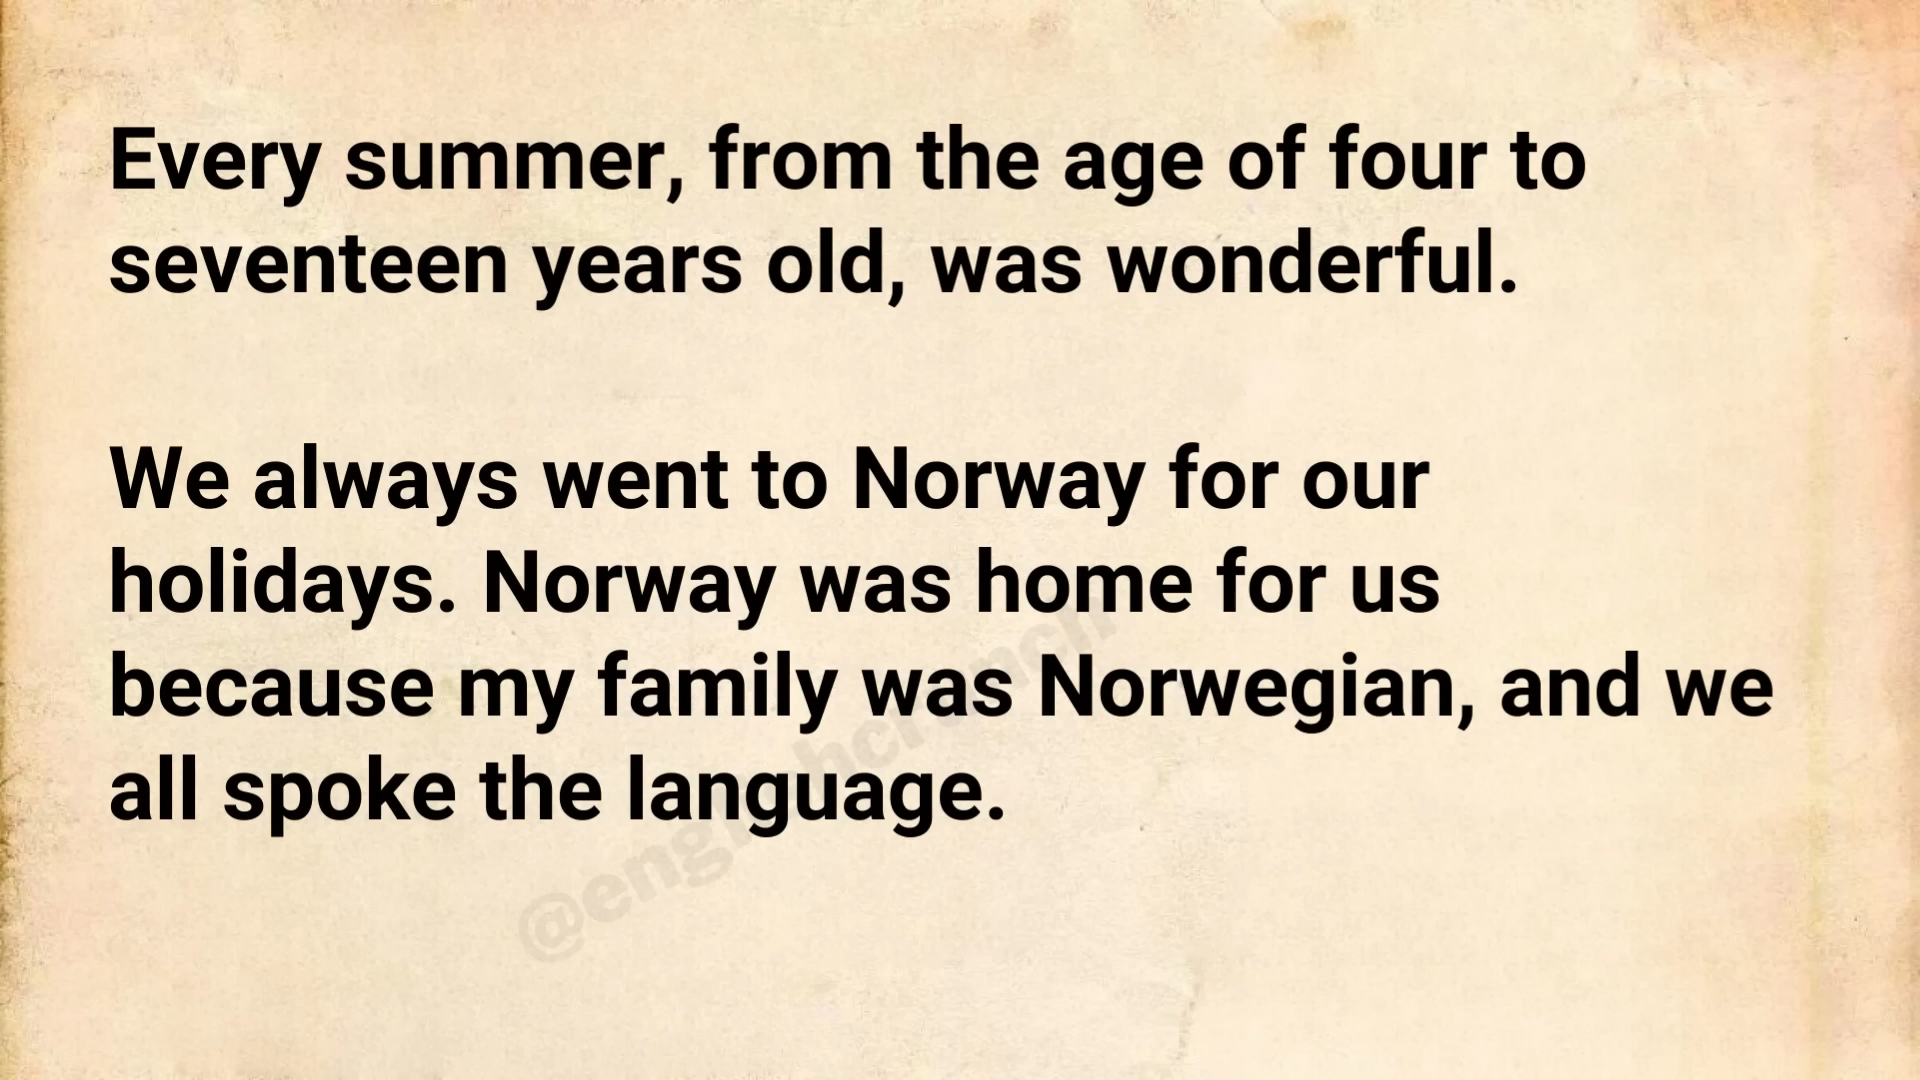 Every summer, from the age of four to
seventeen years old, was wonderful.
We always went to Norway for our
holidays. Norway was home for us
because my family was Norwegian, and we
all spoke the language.